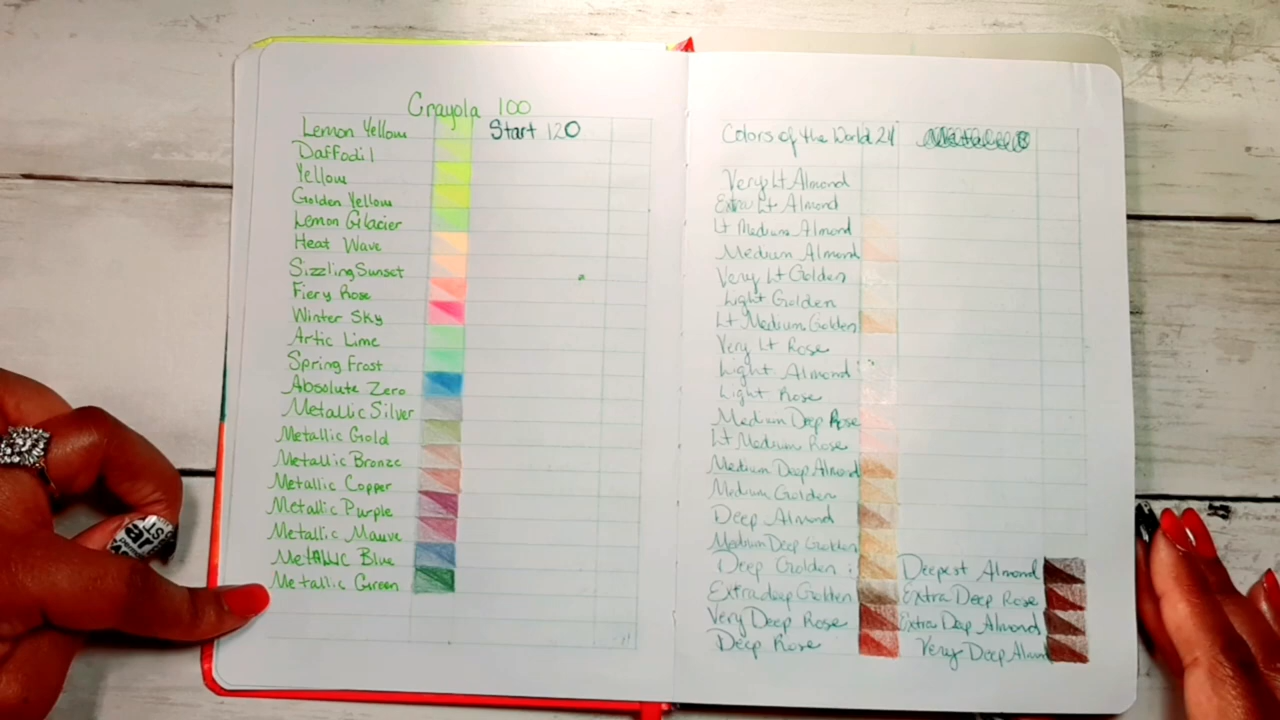 Crayola 100
Lemon Yellow Start 120
Daffodil
Yellow
Golden Yellow
Lemon Glacier
Heat Wave
Sizzling Sunset
Fiery Rose
Winter Sky
Artic Lime
Spring Frost
Absolute Zero
Metallic Silver
Metallic Gold
Metallic Bronze
Metallic Copper
Metallic Purple
Metallic Mauve
Metallic Blue
Metallic Green
Colors of the World 24
Very Lt Almond
Extra Lt Almond
Lt Medium Almond
Medium Almond
Very Lt Golden
Light Golden
Lt Medium Golden
Very Lt Rose
Light Almond
Light Rose
Medium Deep Rose
Lt Medium Rose
Medium Deep Almond
Medium Golden
Deep Almond
Medium Deep Golden
Deep Golden Deepest Almond
Extra deep Golden Extra Deep Rose
Very Deep Rose Extra Deep Almond
Deep Rose Very Deep Almond